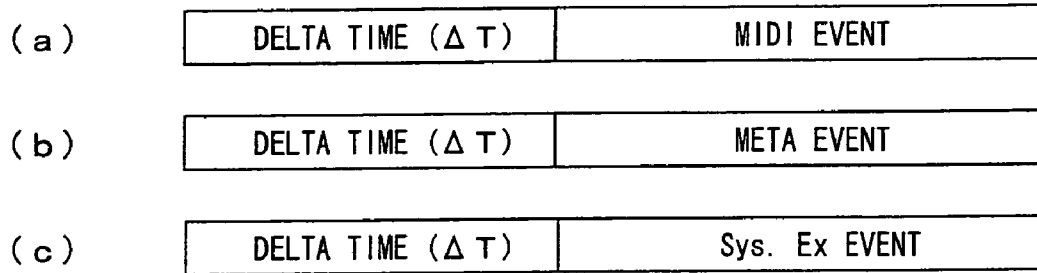 (a) DELTA TIME (ΔT) MIDI EVENT
(b) DELTA TIME (ΔT) META EVENT
(c) DELTA TIME (ΔT) Sys. Ex EVENT